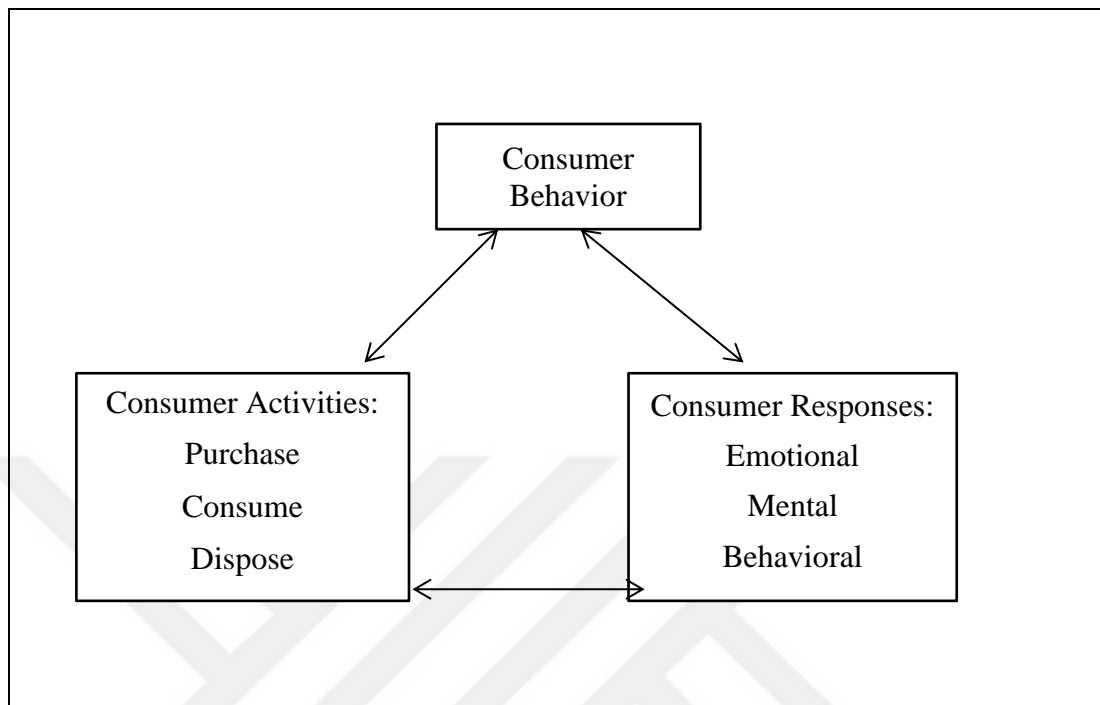 Consumer
Behavior
Consumer Activities:
Purchase
Consume
Dispose
Consumer Responses:
Emotional
Mental
Behavioral